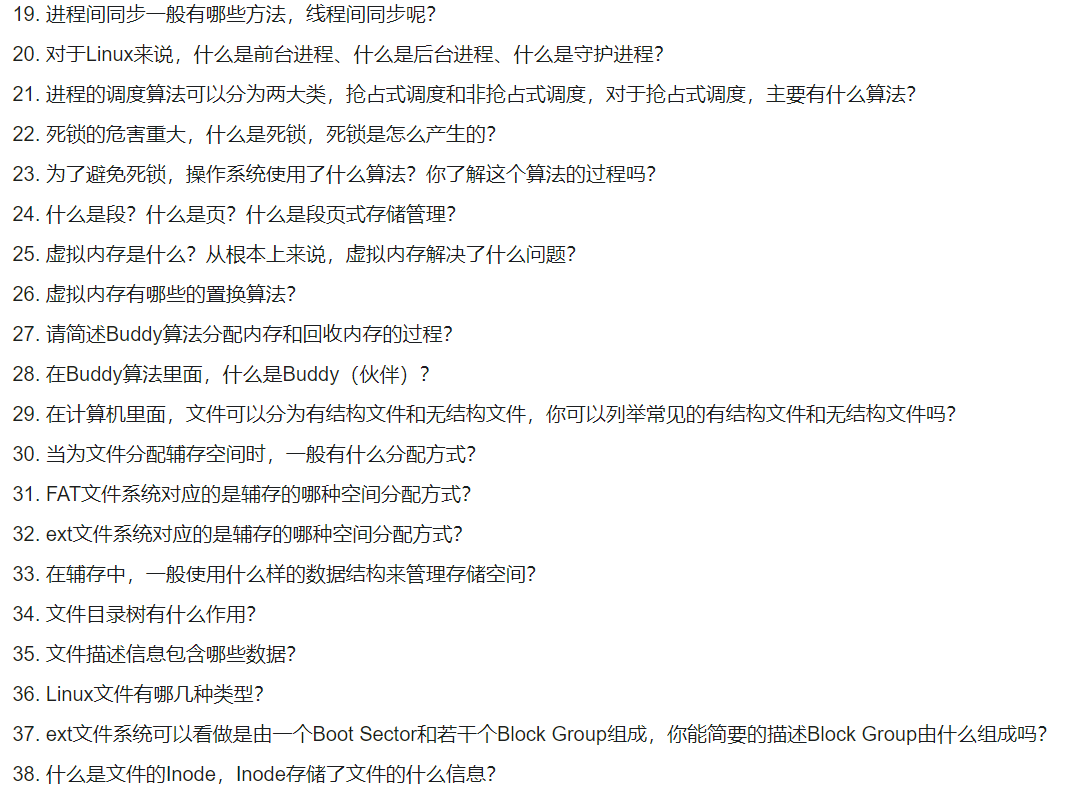 19. 进程间同步一般有哪些方法，线程间同步呢？
20. 对于Linux来说，什么是前台进程、什么是后台进程、什么是守护进程？
21. 进程的调度算法可以分为两大类，抢占式调度和非抢占式调度，对于抢占式调度，主要有什么算法？
22. 死锁的危害重大，什么是死锁，死锁是怎么产生的？
23. 为了避免死锁，操作系统使用了什么算法？你了解这个算法的过程吗？
24. 什么是段？什么是页？什么是段页式存储管理？
25. 虚拟内存是什么？从根本上来说，虚拟内存解决了什么问题？
26. 虚拟内存有哪些的置换算法？
27. 请简述Buddy算法分配内存和回收内存的过程？
28. 在Buddy算法里面，什么是Buddy（伙伴）？
29. 在计算机里面，文件可以分为有结构文件和无结构文件，你可以列举常见的有结构文件和无结构文件吗？
30. 当为文件分配辅存空间时，一般有什么分配方式？
31. FAT文件系统对应的是辅存的哪种空间分配方式？
32. ext文件系统对应的是辅存的哪种空间分配方式？
33. 在辅存中，一般使用什么样的数据结构来管理存储空间？
34. 文件目录树有什么作用？
35. 文件描述信息包含哪些数据？
36. Linux文件有哪几种类型？
37. ext文件系统可以看做是由一个Boot Sector和若干个Block Group组成，你能简要的描述Block Group由什么组成吗？
38. 什么是文件的Inode，Inode存储了文件的什么信息？